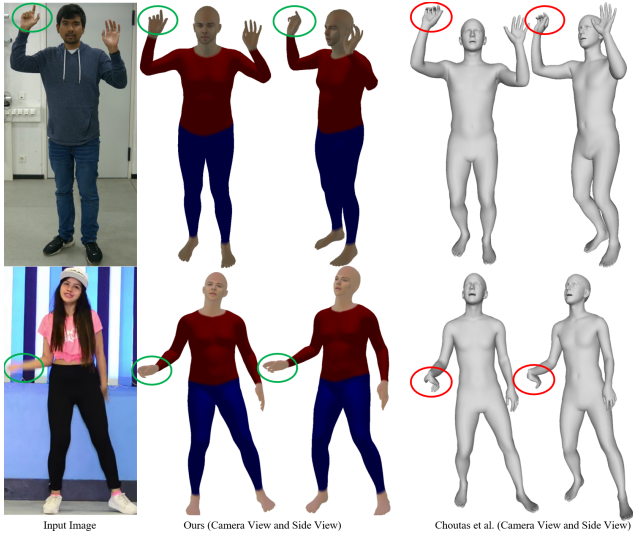 Input Image
Ours (Camera View and Side View)
Choutas et al. (Camera View and Side View)